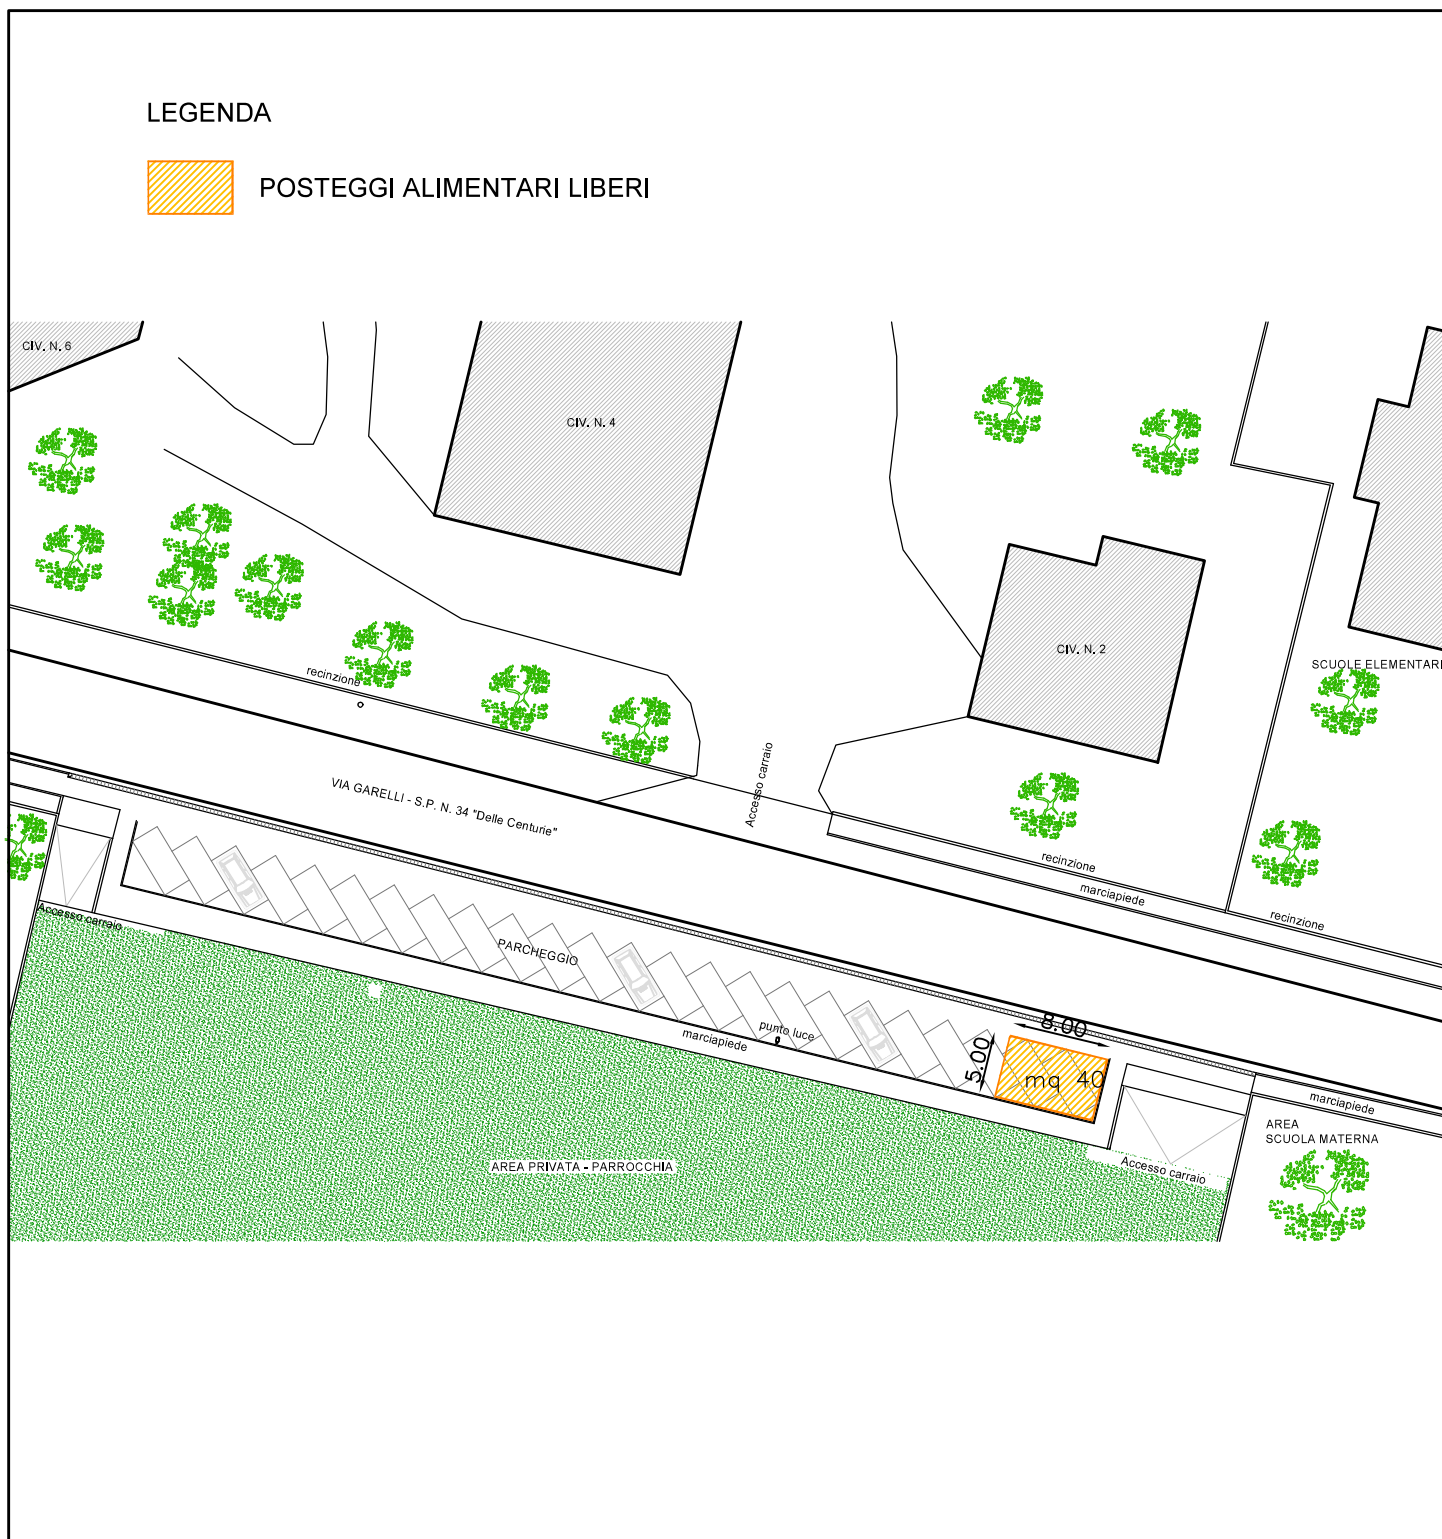 LEGENDA
POSTEGGI ALIMENTARI LIBERI
CIV. N. 6
CIV. N. 4
CIV. N. 2
SCUOLE ELEMENTARI
recinzione
Accesso carraio
VIA GARELLI - S.P. N. 34 "Delle Centurie"
recinzione
marciapiede
recinzione
Accesso carraio
PARCHEGGIO
punto luce
marciapiede
8.00
5.00
mq 40
marciapiede
AREA
SCUOLA MATERNA
Accesso carraio
AREA PRIVATA - PARROCCHIA